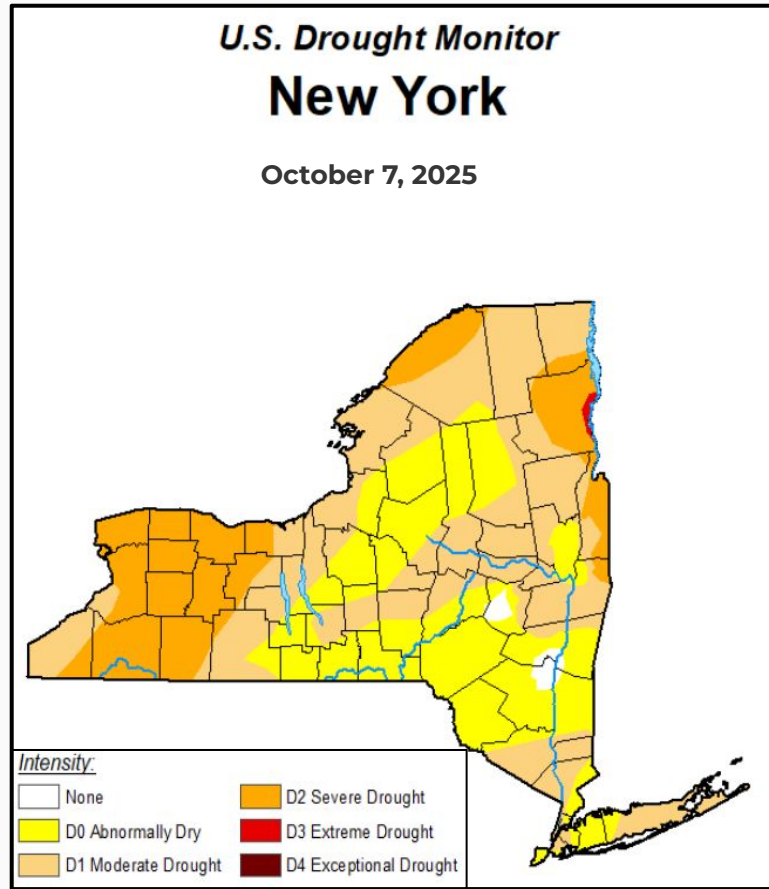 U.S. Drought Monitor
New York
October 7, 2025
Intensity:
None
D0 Abnormally Dry
D1 Moderate Drought
D2 Severe Drought
D3 Extreme Drought
D4 Exceptional Drought